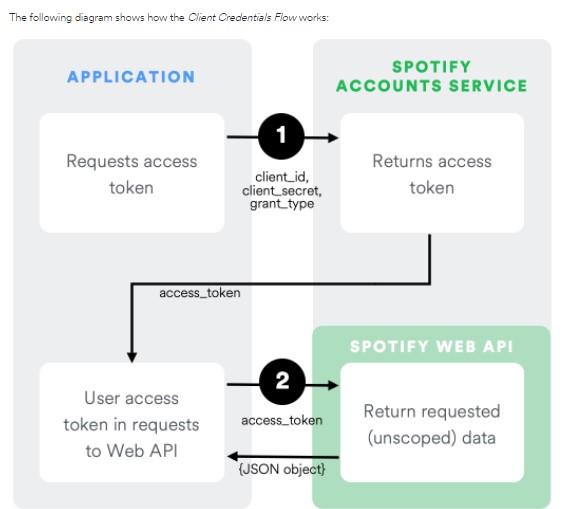 The following diagram shows how the Client Credentials Flow works:
APPLICATION
SPOTIFY
ACCOUNTS SERVICE
Requests access
token
1
client_id,
client_secret,
grant_type
Returns access
token
access_token
SPOTIFY WEB API
User access
token in requests
to Web API
2
access_token
{JSON object}
Return requested
(unscoped) data